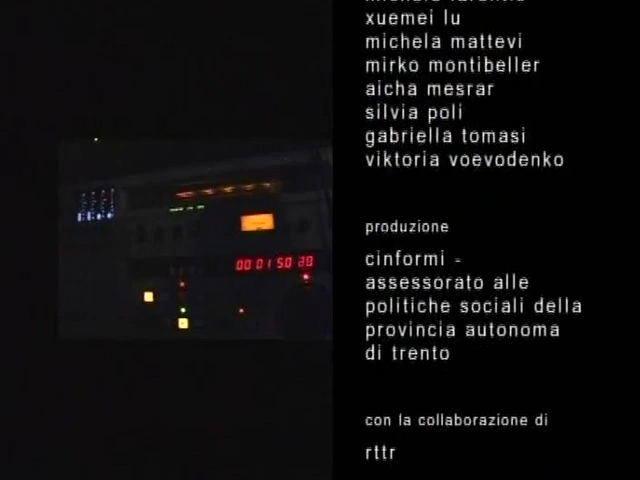 xuemei lu
michela mattevi
mirko montibeller
aicha mesrar
silvia poli
gabriella tomasi
viktoria voevodenko
produzione
cinformi -
assessorato alle
politiche sociali della
provincia autonoma
di trento
con la collaborazione di
rttr
00 01 50 20